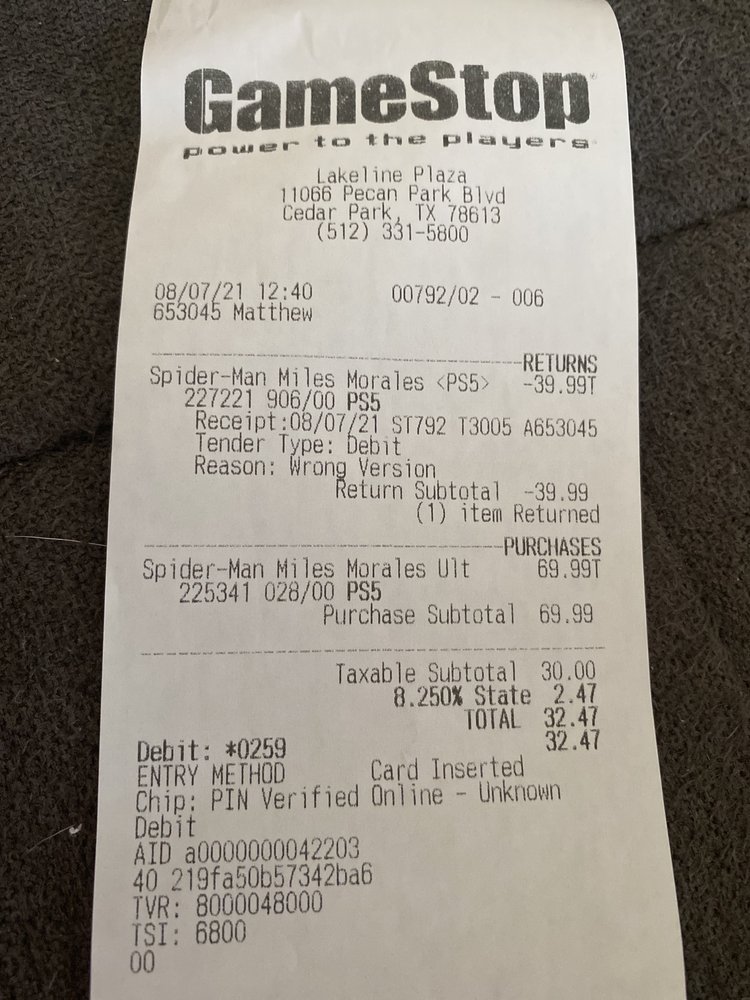 GameStop
power to the players
Lakeline Plaza
11066 Pecan Park Blvd
Cedar Park, TX 78613
(512) 331-5800
08/07/21 12:40 00792/02 - 006
653045 Matthew
RETURNS
Spider-Man Miles Morales <PS5> -39.99T
227221 906/00 PS5
Receipt:08/07/21 ST792 T3005 A653045
Tender Type: Debit
Reason: Wrong Version
Return Subtotal -39.99
(1) item Returned
PURCHASES
Spider-Man Miles Morales Ult 69.99T
225341 028/00 PS5
Purchase Subtotal 69.99
Taxable Subtotal 30.00
8.250% State 2.47
TOTAL 32.47
Debit: *0259 32.47
ENTRY METHOD Card Inserted
Chip: PIN Verified Online - Unknown
Debit
AID a0000000042203
40 219fa50b57342ba6
TVR: 8000048000
TSI: 6800
00